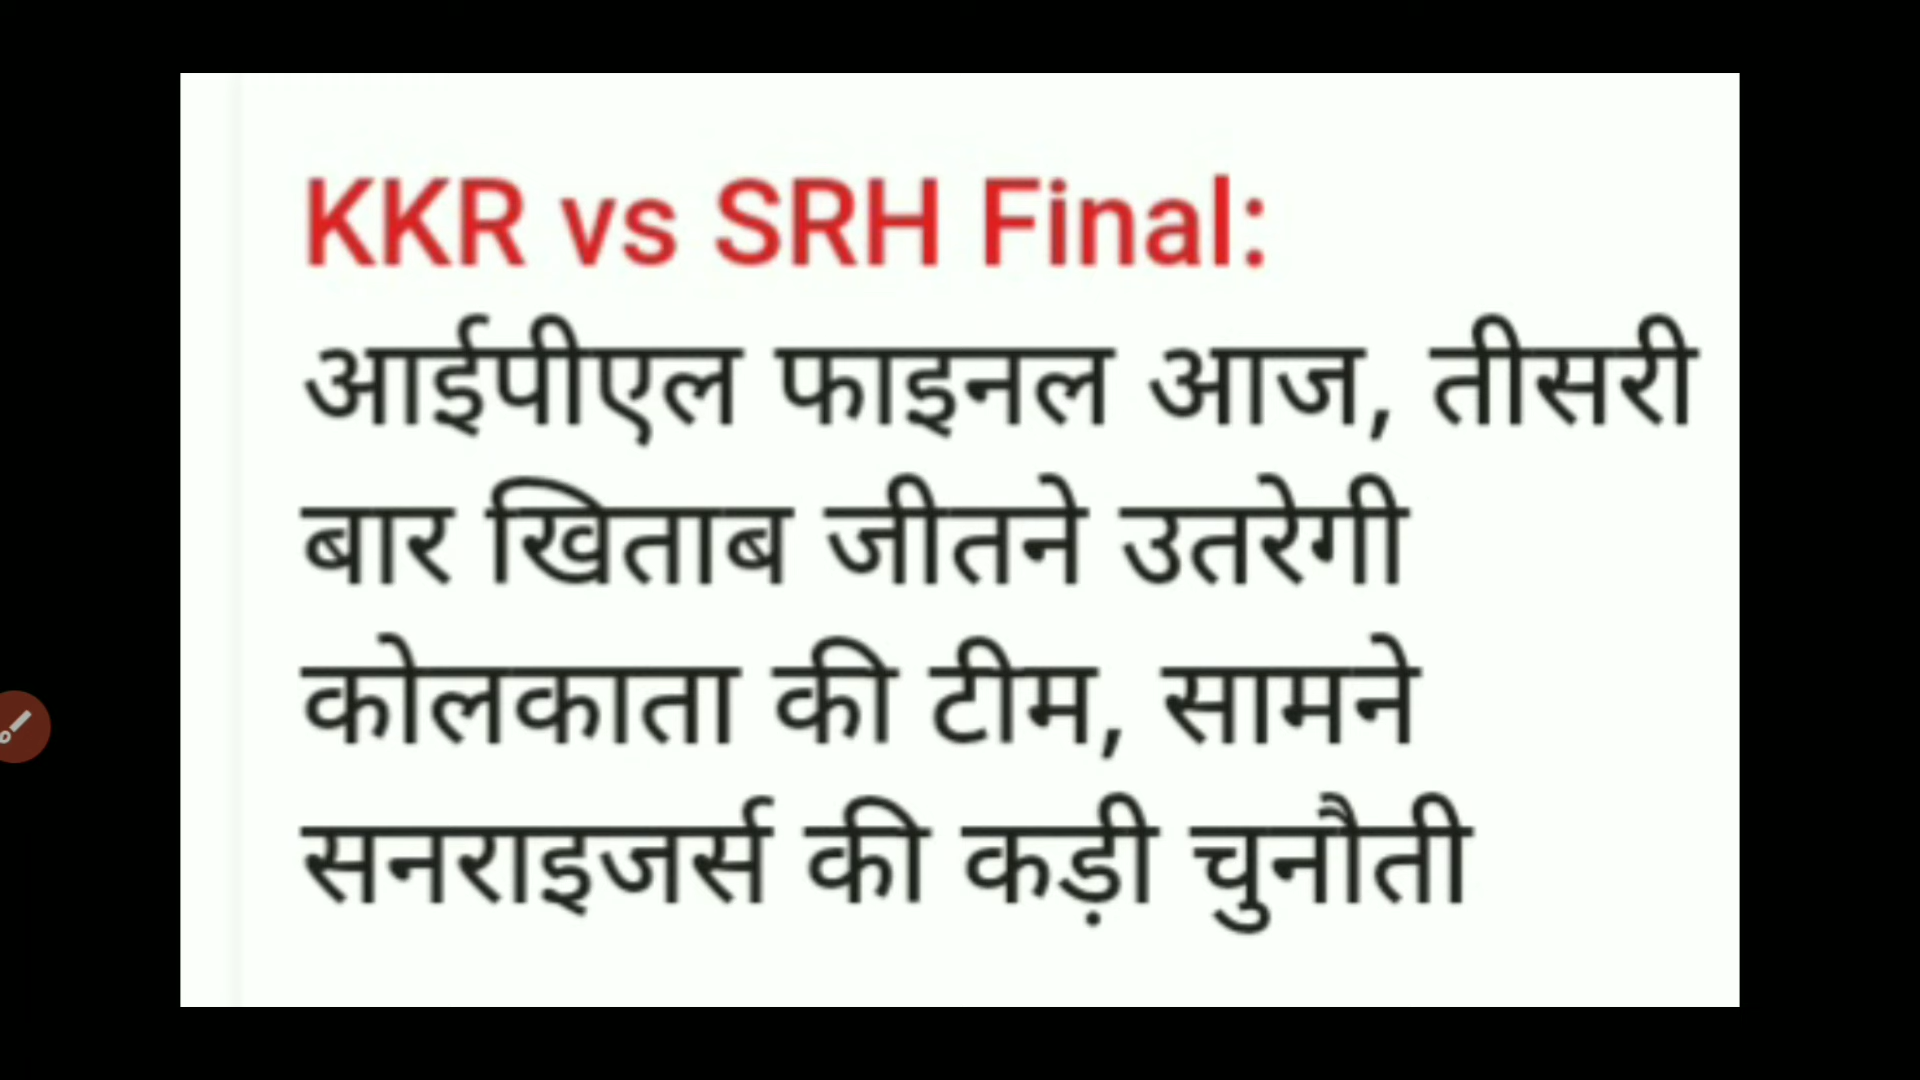 KKR vs SRH Final:
आईपीएल फाइनल आज, तीसरी
बार खिताब जीतने उतरेगी
कोलकाता की टीम, सामने
सनराइजर्स की कड़ी चुनौती